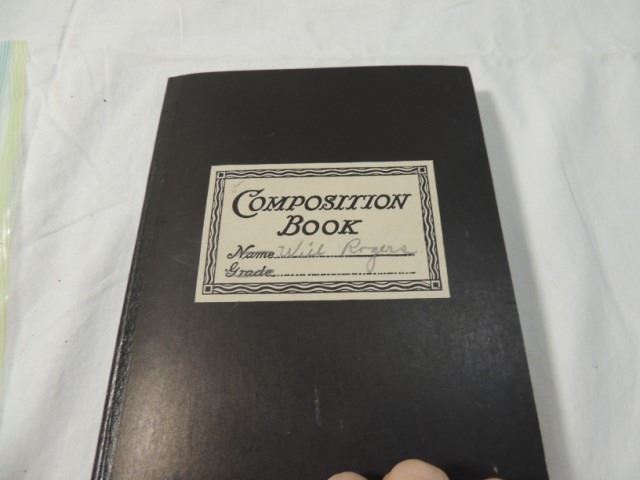 COMPOSITION
BOOK
Name Will Rogers
Grade